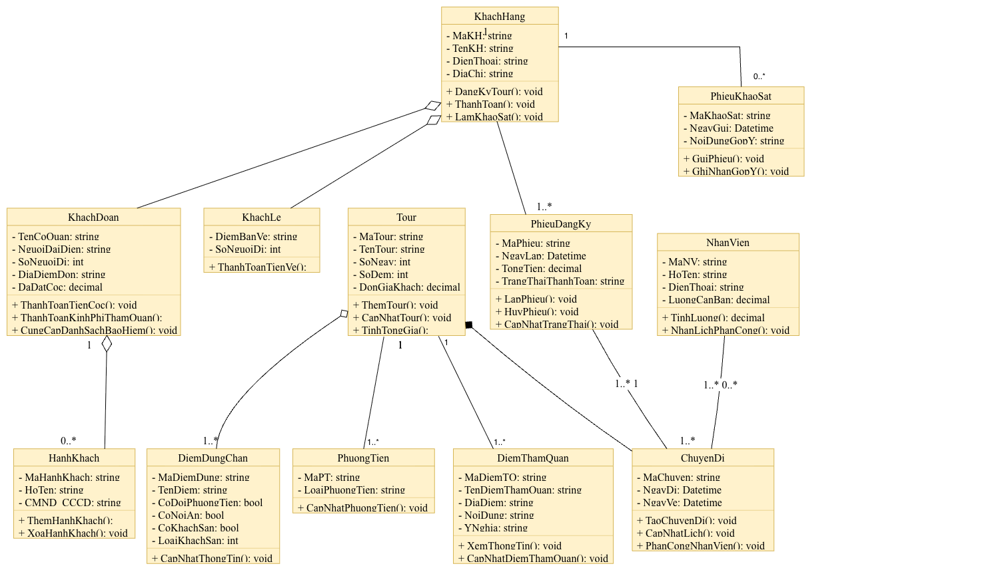 KhachHang
1
- MaKH: string
- TenKH: string
- DienThoai: string
- DiaChi: string
+ DangKyTour(): void
+ ThanhToan(): void
+ LamKhaoSat(): void
1
0..*
PhieuKhaoSat
- MaKhaoSat: string
- NgayGui: Datetime
- NoiDungGopY: string
+ GuiPhieu(): void
+ GhiNhanGopY(): void
KhachDoan
- TenCoQuan: string
- NguoiDaiDien: string
- SoNguoiDi: int
- DiaDiemDon: string
- DaDatCoc: decimal
+ ThanhToanTienCoc(): void
+ ThanhToanKinhPhiThamQuan():
+ CungCapDanhSachBaoHiem(): void
KhachLe
- DiemBanVe: string
- SoNguoiDi: int
+ ThanhToanTienVe():
Tour
- MaTour: string
- TenTour: string
- SoNgay: int
- SoDem: int
- DonGiaKhach: decimal
+ ThemTour(): void
+ CapNhatTour(): void
+ TinhTongGia():
1..*
PhieuDangKy
- MaPhieu: string
- NgayLap: Datetime
- TongTien: decimal
- TrangThaiThanhToan: string
+ LapPhieu(): void
+ HuyPhieu(): void
+ CapNhatTrangThai(): void
NhanVien
- MaNV: string
- HoTen: string
- DienThoai: string
- LuongCanBan: decimal
+ TinhLuong(): decimal
+ NhanLichPhanCong(): void
1
1
1
1..* 1
1..* 0..*
0..*
1..*
1..*
1..*
1..*
HanhKhach
- MaHanhKhach: string
- HoTen: string
- CMND_CCCD: string
+ ThemHanhKhach():
+ XoaHanhKhach(): void
DiemDungChan
- MaDiemDung: string
- TenDiem: string
- CoDoiPhuongTien: bool
- CoNoiAn: bool
- CoKhachSan: bool
- LoaiKhachSan: int
+ CapNhatThongTin(): void
PhuongTien
- MaPT: string
- LoaiPhuongTien: string
+ CapNhatPhuongTien(): void
DiemThamQuan
- MaDiemTQ: string
- TenDiemThamQuan: string
- DiaDiem: string
- NoiDung: string
- YNghia: string
+ XemThongTin(): void
+ CapNhatDiemThamQuan(): void
ChuyenDi
- MaChuyen: string
- NgayDi: Datetime
- NgayVe: Datetime
+ TaoChuyenDi(): void
+ CapNhatLich(): void
+ PhanCongNhanVien(): void